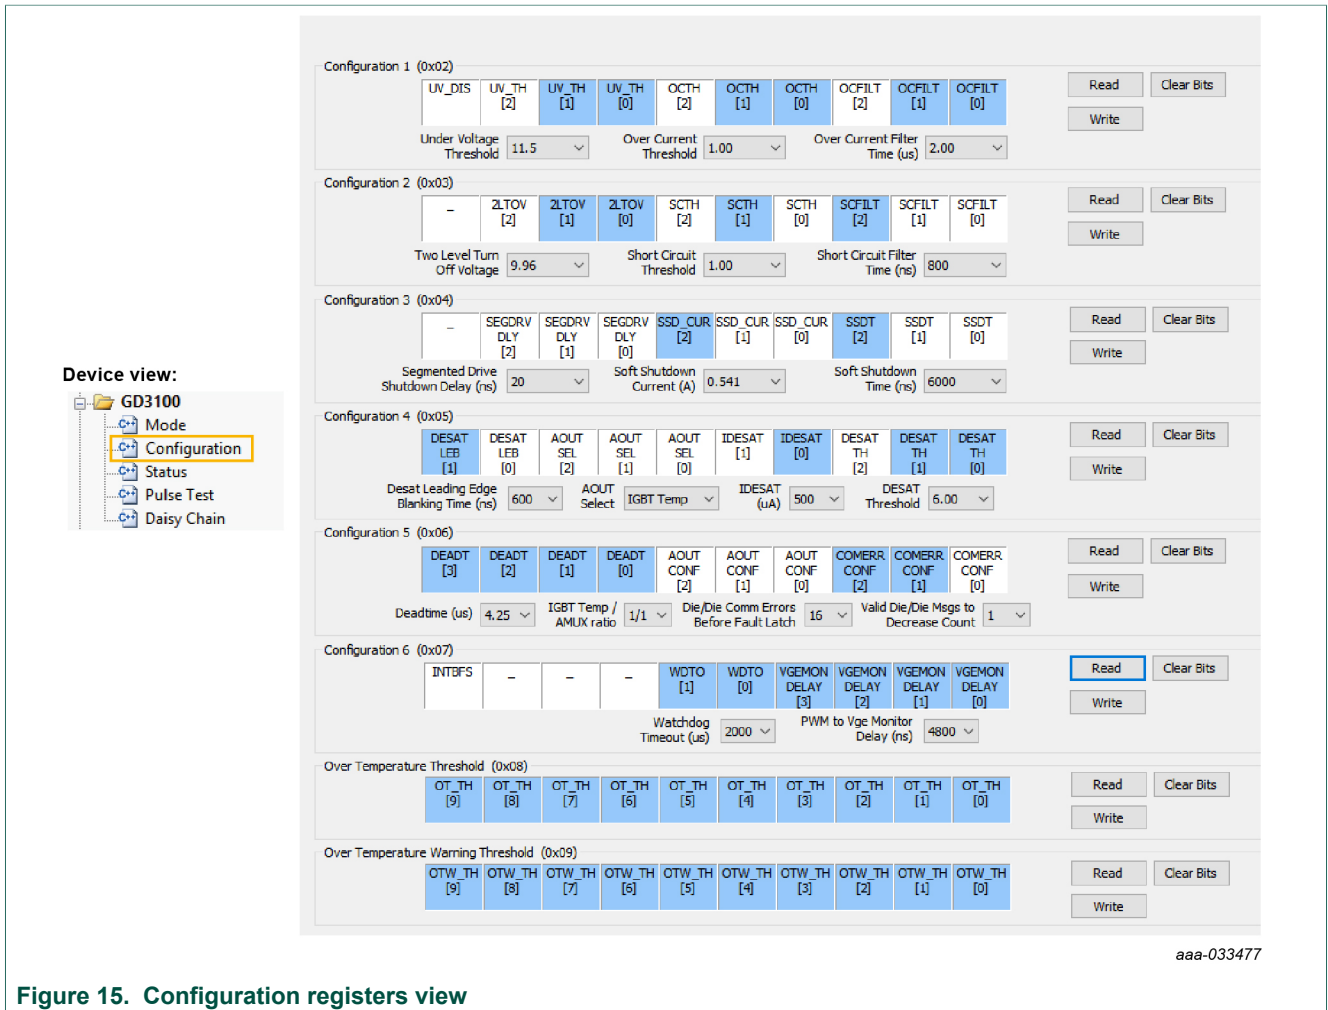 Configuration 1 (0x02)
UV_DIS UV_TH [2] UV_TH [1] UV_TH [0] OCTH [2] OCTH [1] OCTH [0] OCFILT [2] OCFILT [1] OCFILT [0]
Read Clear Bits
Write
Under Voltage Threshold 11.5 Over Current Threshold 1.00 Over Current Filter Time (us) 2.00
Configuration 2 (0x03)
– 2LTOV [2] 2LTOV [1] 2LTOV [0] SCTH [2] SCTH [1] SCTH [0] SCFILT [2] SCFILT [1] SCFILT [0]
Read Clear Bits
Write
Two Level Turn Off Voltage 9.96 Short Circuit Threshold 1.00 Short Circuit Filter Time (ns) 800
Configuration 3 (0x04)
– SEGDRV DLY [2] SEGDRV DLY [1] SEGDRV DLY [0] SSD_CUR [2] SSD_CUR [1] SSD_CUR [0] SSDT [2] SSDT [1] SSDT [0]
Read Clear Bits
Write
Segmented Drive Shutdown Delay (ns) 20 Soft Shutdown Current (A) 0.541 Soft Shutdown Time (ns) 6000
Device view:
GD3100
Mode
Configuration
Status
Pulse Test
Daisy Chain
Configuration 4 (0x05)
DESAT LEB [1] DESAT LEB [0] AOUT SEL [2] AOUT SEL [1] AOUT SEL [0] IDESAT [1] IDESAT [0] DESAT TH [2] DESAT TH [1] DESAT TH [0]
Read Clear Bits
Write
Desat Leading Edge Blanking Time (ns) 600 AOUT Select IGBT Temp IDESAT (uA) 500 DESAT Threshold 6.00
Configuration 5 (0x06)
DEADT [3] DEADT [2] DEADT [1] DEADT [0] AOUT CONF [2] AOUT CONF [1] AOUT CONF [0] COMERR CONF [2] COMERR CONF [1] COMERR CONF [0]
Read Clear Bits
Write
Deadtime (us) 4.25 IGBT Temp / AMUX ratio 1/1 Die/Die Comm Errors Before Fault Latch 16 Valid Die/Die Msgs to Decrease Count 1
Configuration 6 (0x07)
INTBFS – – – WDTO [1] WDTO [0] VGEMON DELAY [3] VGEMON DELAY [2] VGEMON DELAY [1] VGEMON DELAY [0]
Read Clear Bits
Write
Watchdog Timeout (us) 2000 PWM to Vge Monitor Delay (ns) 4800
Over Temperature Threshold (0x08)
OT_TH [9] OT_TH [8] OT_TH [7] OT_TH [6] OT_TH [5] OT_TH [4] OT_TH [3] OT_TH [2] OT_TH [1] OT_TH [0]
Read Clear Bits
Write
Over Temperature Warning Threshold (0x09)
OTW_TH [9] OTW_TH [8] OTW_TH [7] OTW_TH [6] OTW_TH [5] OTW_TH [4] OTW_TH [3] OTW_TH [2] OTW_TH [1] OTW_TH [0]
Read Clear Bits
Write
aaa-033477
Figure 15. Configuration registers view